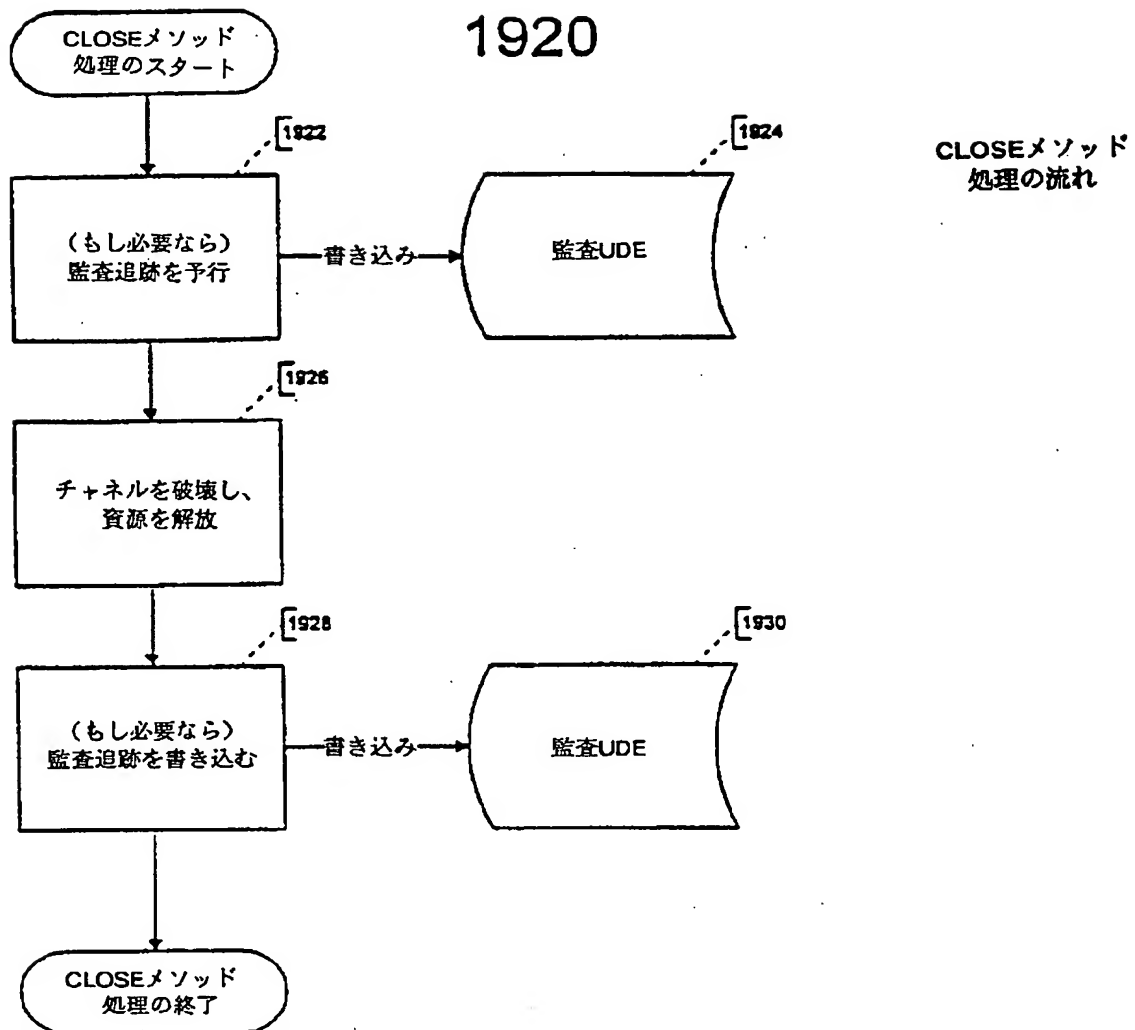 1920
CLOSEメソッド
処理のスタート
CLOSEメソッド
処理の流れ
1922
(もし必要なら)
監査追跡を予行
書き込み
1924
監査UDE
1926
チャネルを破壊し、
資源を解放
1928
(もし必要なら)
監査追跡を書き込む
書き込み
1930
監査UDE
CLOSEメソッド
処理の終了